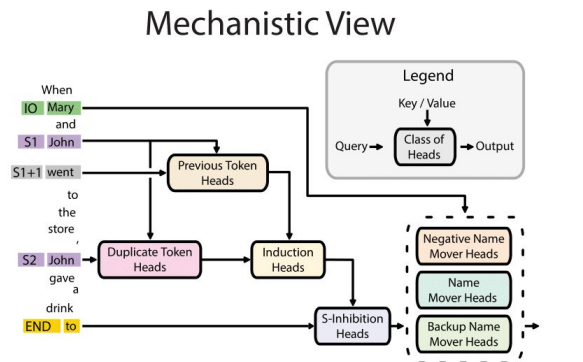 Mechanistic View
When
IO Mary
and
S1 John
S1+1 went
to
the
store
,
S2 John
gave
a
drink
END to
Previous Token
Heads
Duplicate Token
Heads
Induction
Heads
S-Inhibition
Heads
Legend
Key / Value
Query
Class of
Heads
Output
Negative Name
Mover Heads
Name
Mover Heads
Backup Name
Mover Heads